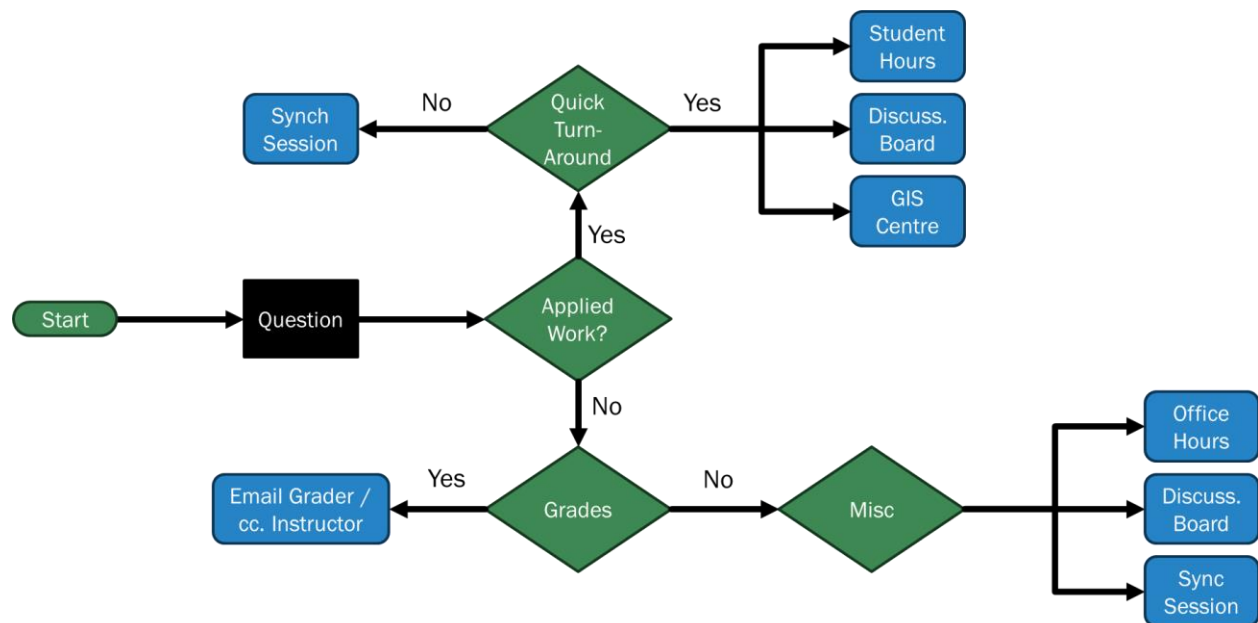 Student
Hours
No
Quick
Turn-
Around
Yes
Synch
Session
Discuss.
Board
GIS
Centre
Yes
Start
Question
Applied
Work?
No
Office
Hours
Yes
No
Email Grader /
cc. Instructor
Grades
Misc
Discuss.
Board
Sync
Session